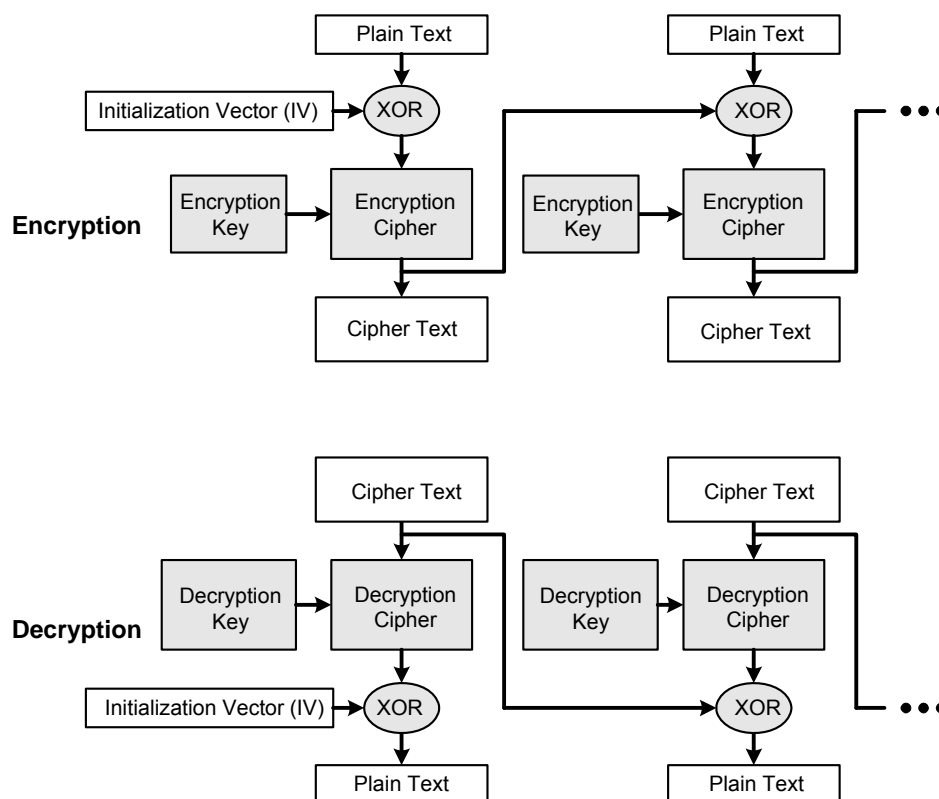 Plain Text
Plain Text
Initialization Vector (IV)
XOR
XOR
Encryption
Encryption
Key
Encryption
Cipher
Encryption
Key
Encryption
Cipher
Cipher Text
Cipher Text
Cipher Text
Cipher Text
Decryption
Decryption
Key
Decryption
Cipher
Decryption
Key
Decryption
Cipher
Initialization Vector (IV)
XOR
XOR
Plain Text
Plain Text